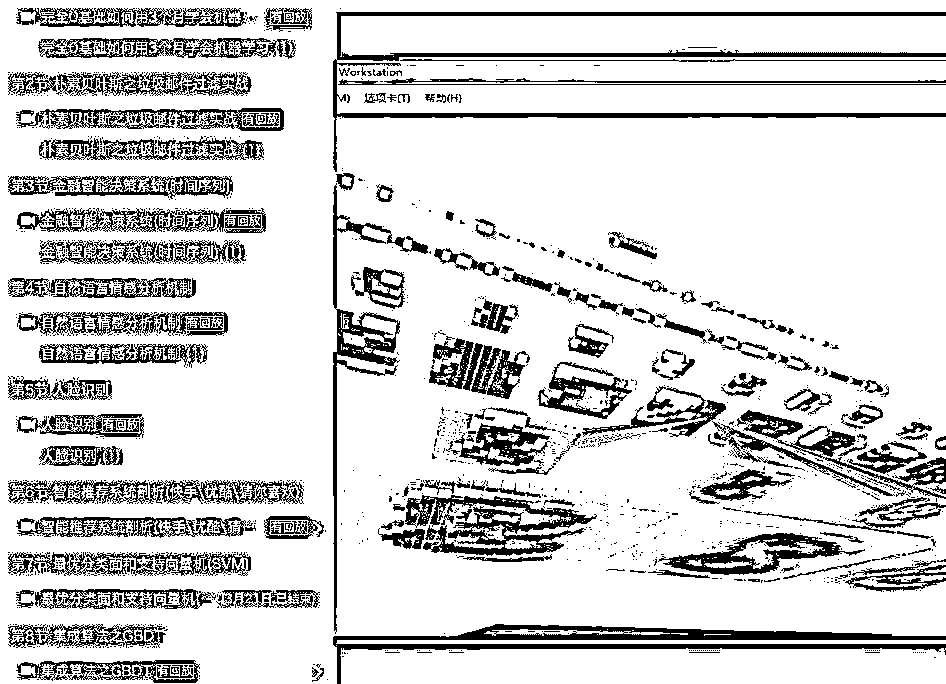 完全0基础如何用3个月学会机器… 有回放
完全0基础如何用3个月学会机器学习(1)
第2节 朴素贝叶斯之垃圾邮件过滤实战
朴素贝叶斯之垃圾邮件过滤实战 有回放
朴素贝叶斯之垃圾邮件过滤实战 (1)
第3节 金融智能决策系统(时间序列)
金融智能决策系统(时间序列) 有回放
金融智能决策系统(时间序列) (1)
第4节 自然语言情感分析机制
自然语言情感分析机制 有回放
自然语言情感分析机制 (1)
第5节 人脸识别
人脸识别 有回放
人脸识别 (1)
第6节 智能推荐系统剖析(快手\优酷\猜你喜欢)
智能推荐系统剖析(快手\优酷\猜… 有回放
第7节 最优分类面和支持向量机(SVM)
最优分类面和支持向量机(… 3月21日已结束
第8节 集成算法之GBDT
集成算法之GBDT 有回放
Workstation
M) 选项卡(T) 帮助(H)